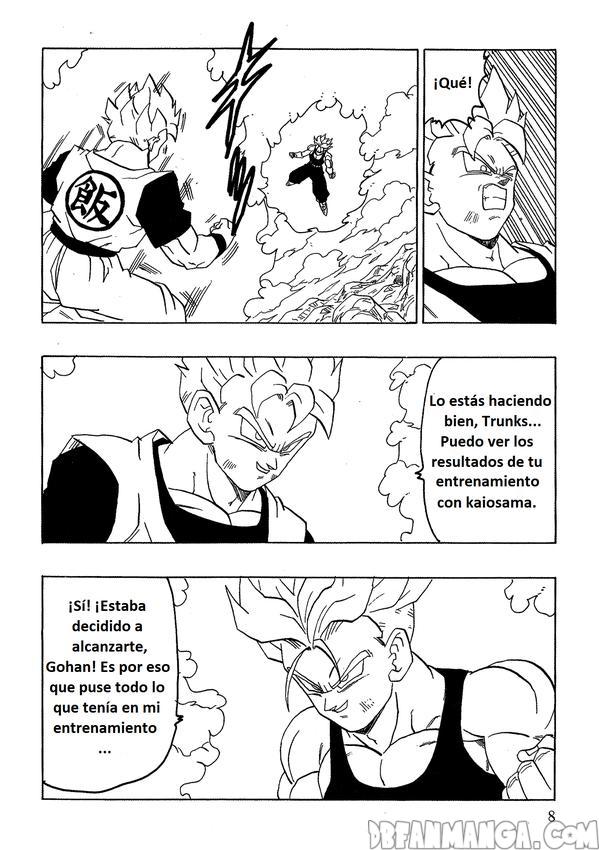 飯
¡Qué!
Lo estás haciendo
bien, Trunks...
Puedo ver los
resultados de tu
entrenamiento
con kaiosama.
¡Sí! ¡Estaba
decidido a
alcanzarte,
Gohan! Es por eso
que puse todo lo
que tenía en mi
entrenamiento
...
8
DBFANMANGA.COM